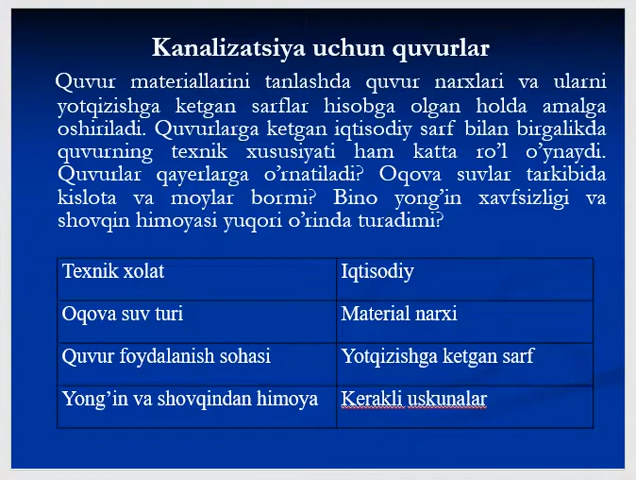 Kanalizatsiya uchun quvurlar
Quvur materiallarini tanlashda quvur narxlari va ularni
yotqizishga ketgan sarflar hisobga olgan holda amalga
oshiriladi. Quvurlarga ketgan iqtisodiy sarf bilan birgalikda
quvurning texnik xususiyati ham katta ro’l o’ynaydi.
Quvurlar qayerlarga o’rnatiladi? Oqova suvlar tarkibida
kislota va moylar bormi? Bino yong’in xavfsizligi va
shovqin himoyasi yuqori o’rinda turadimi?
Texnik xolat
Iqtisodiy
Oqova suv turi
Material narxi
Quvur foydalanish sohasi
Yotqizishga ketgan sarf
Yong’in va shovqindan himoya
Kerakli uskunalar